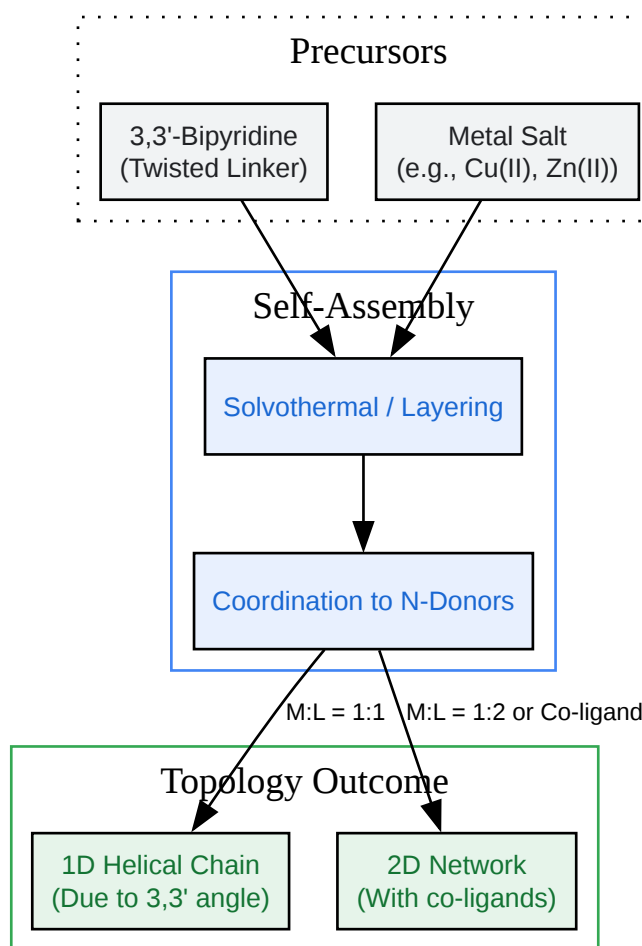 Precursors
3,3'-Bipyridine
(Twisted Linker)
Metal Salt
(e.g., Cu(II), Zn(II))
Self-Assembly
Solvothermal / Layering
Coordination to N-Donors
M:L = 1:1
M:L = 1:2 or Co-ligand
Topology Outcome
1D Helical Chain
(Due to 3,3' angle)
2D Network
(With co-ligands)